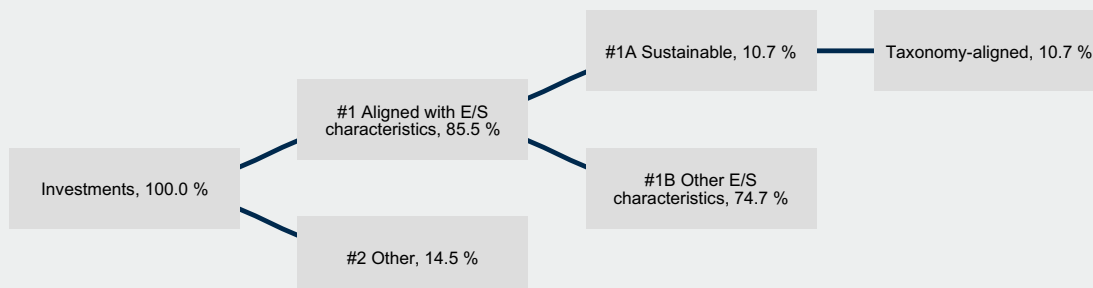 #1A Sustainable, 10.7 %
Taxonomy-aligned, 10.7 %
#1 Aligned with E/S
characteristics, 85.5 %
Investments, 100.0 %
#1B Other E/S
characteristics, 74.7 %
#2 Other, 14.5 %